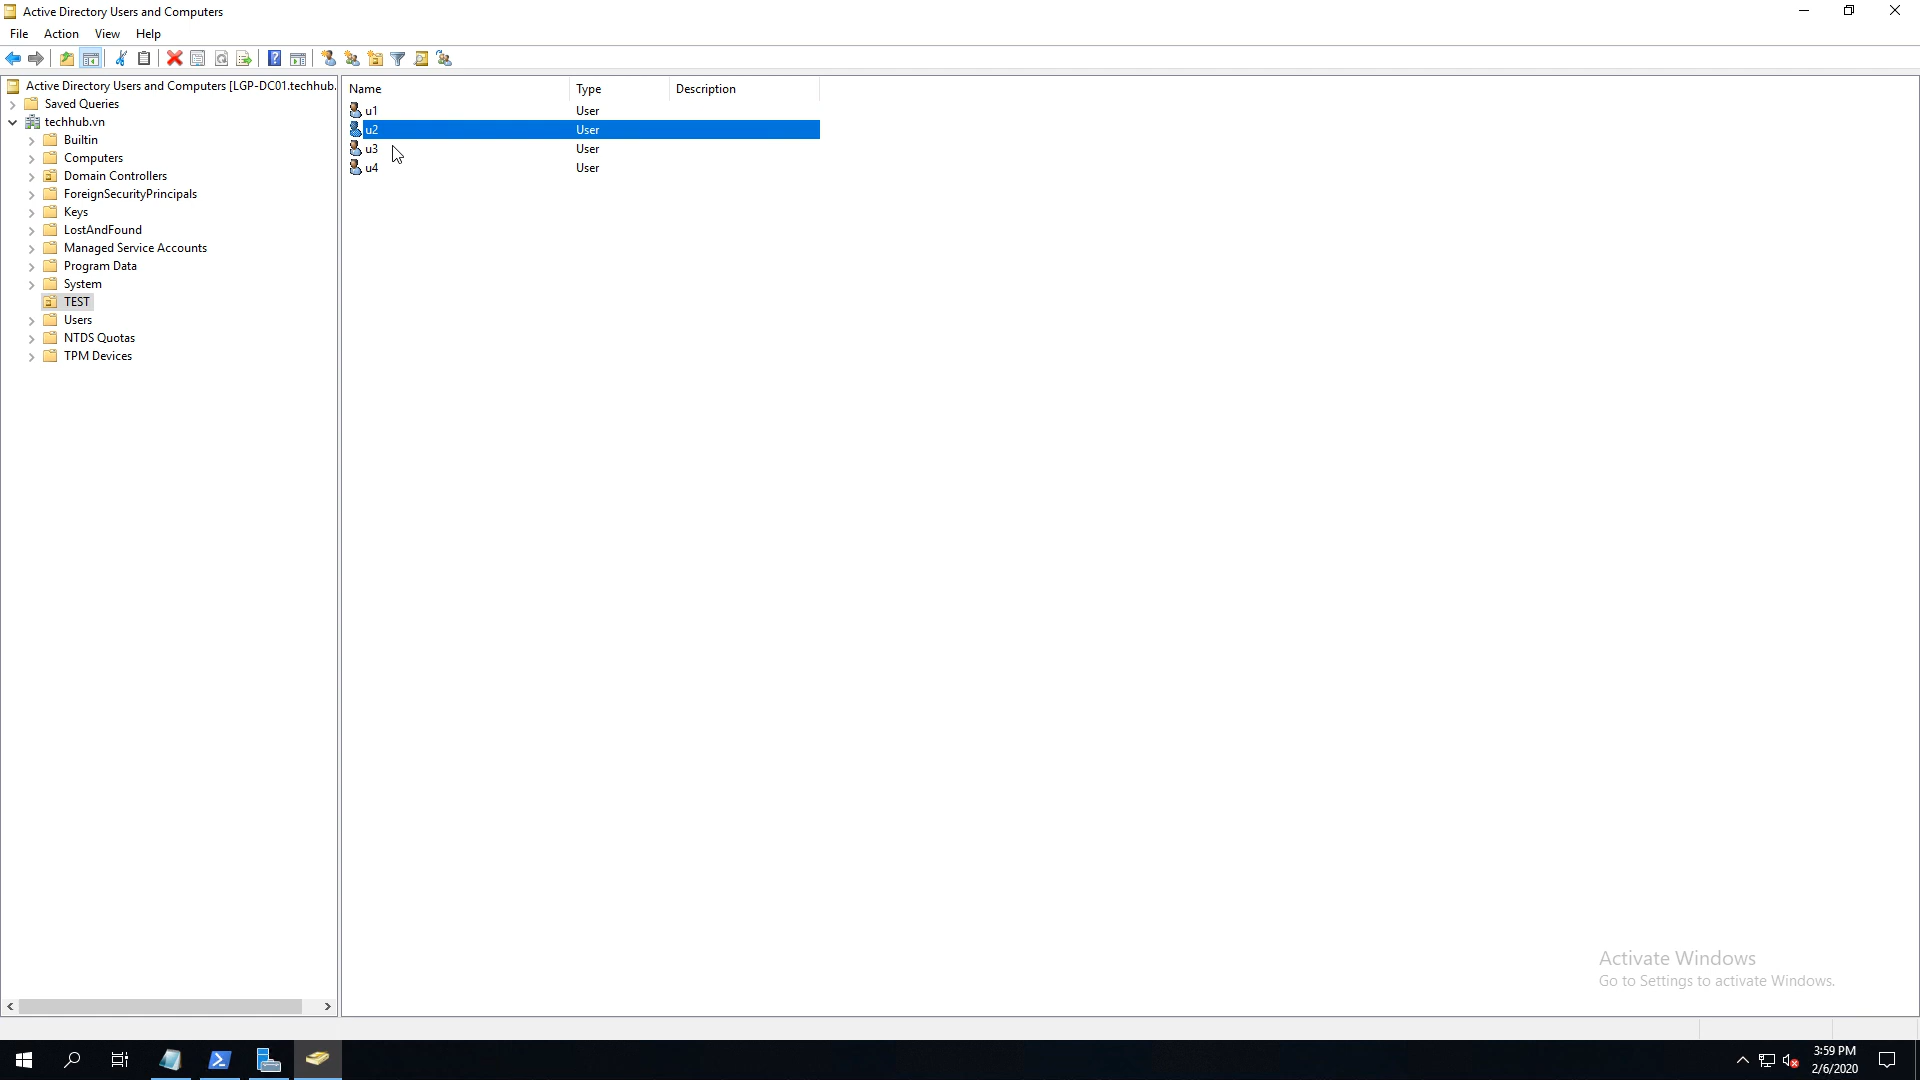 Active Directory Users and Computers
File Action View Help
Active Directory Users and Computers [LGP-DC01.techhub.
Saved Queries
techhub.vn
Builtin
Computers
Domain Controllers
ForeignSecurityPrincipals
Keys
LostAndFound
Managed Service Accounts
Program Data
System
TEST
Users
NTDS Quotas
TPM Devices
Name Type Description
u1 User
u2 User
u3 User
u4 User
Activate Windows
Go to Settings to activate Windows.
3:59 PM
2/6/2020